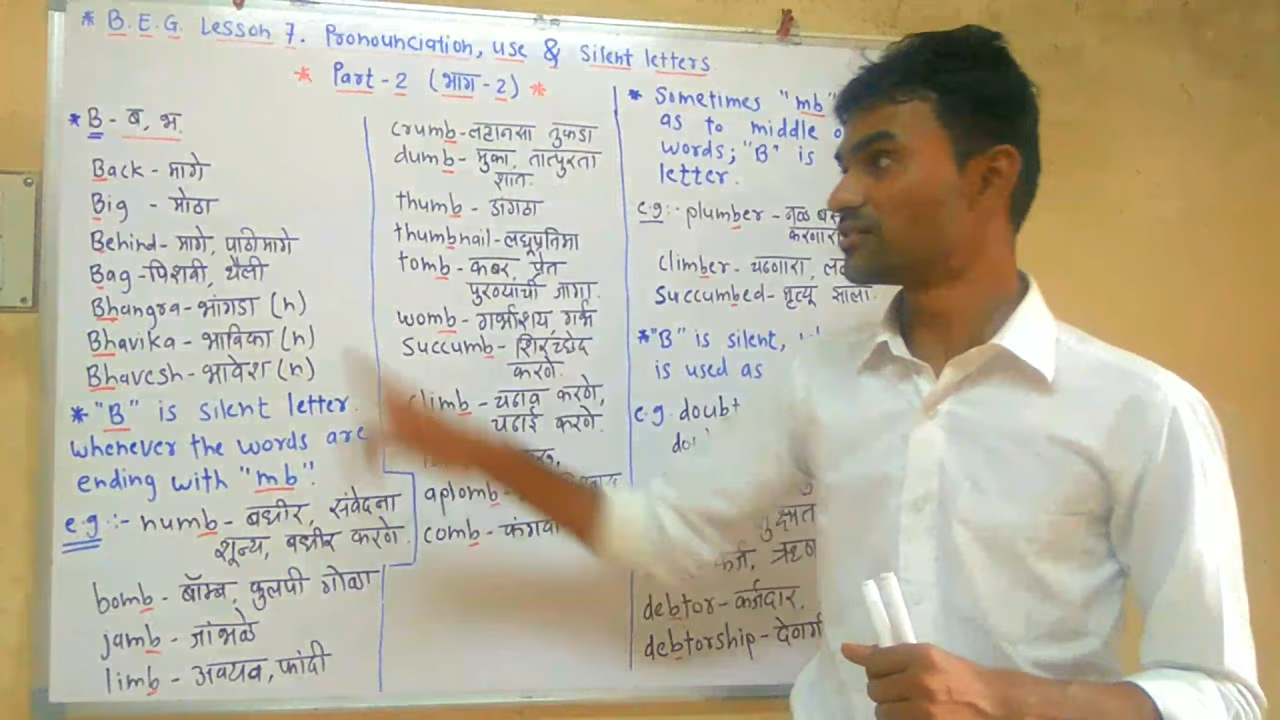 * B.E.G. Lesson 7. Pronounciation, use & silent letters
* Part-2 (भाग-2) *
* B - ब, भ.
Back - मागे
Big - मोठा
Behind - मागे, पाठीमागे
Bag - पिशवी, थैली
Bhangra - भांगडा (n)
Bhavika - भाविका (n)
Bhavesh - भावेश (n)
* "B" is silent letter.
whenever the words are
ending with "mb".
e.g :- numb - बधीर, संवेदना
शून्य, बधीर करणे.
bomb - बॉम्ब, कुलपी गोळा
jamb - जांभळे
limb - अवयव, फांदी
crumb - लहानसा तुकडा
dumb - मुका, तात्पुरता
शांत.
thumb - अंगठा
thumbnail - लघूप्रतिमा
tomb - कबर, प्रेत
पुरण्याची जागा.
womb - गर्भाशय, गर्भ
succumb - शिरच्छेद
करणे.
climb - चढाव करणे,
चढाई करणे.
aplomb -
comb - कंगवा
* Sometimes "mb"
as to middle
words; "B" is
letter.
e.g :- plumber - नळ
करणारा
climber - चढणारा,
succumbed - मृत्यू झाला.
* "B" is silent,
is used as
e.g. doubt
कर्ज, ऋण
debtor - कर्जदार.
debtorship -